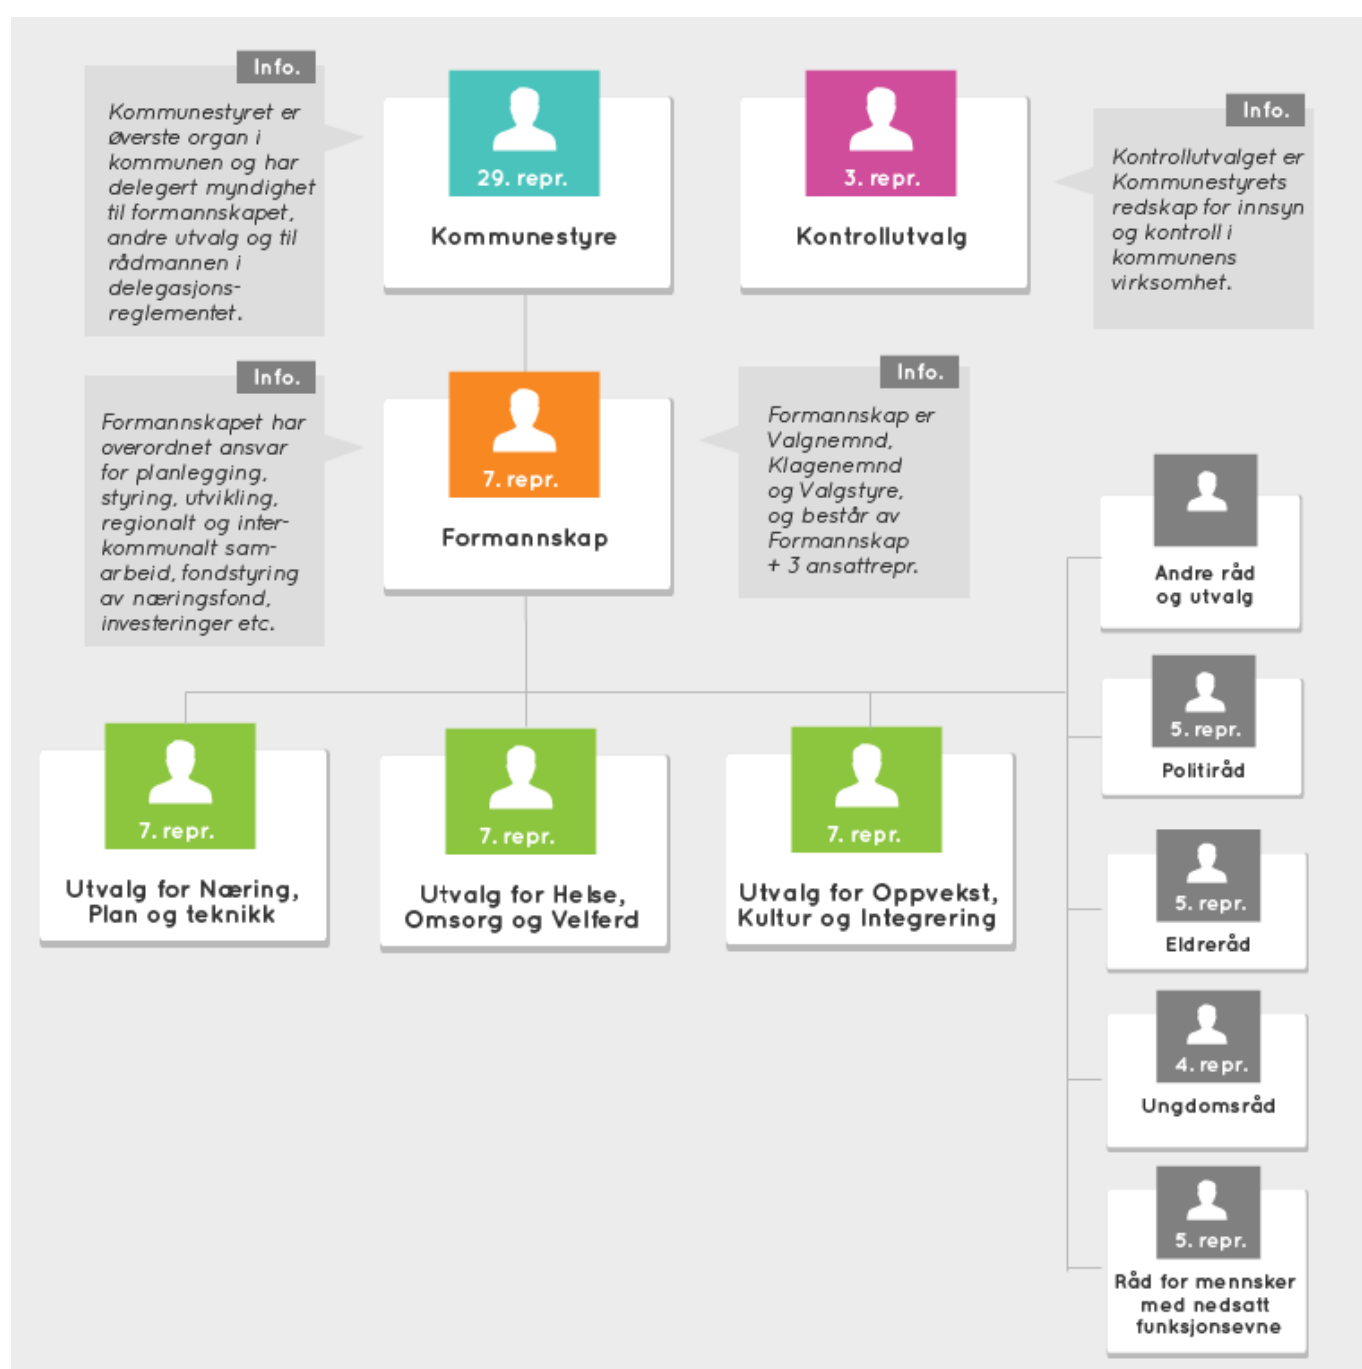 Info.
Kommunestyret er
øverste organ i
kommunen og har
delegert myndighet
til formannskapet,
andre utvalg og til
rådmannen i
delegasjons-
reglementet.
29. repr.
Kommunestyre
3. repr.
Kontrollutvalg
Info.
Kontrollutvalget er
Kommunestyrets
redskap for innsyn
og kontroll i
kommunens
virksomhet.
Info.
Formannskapet har
overordnet ansvar
for planlegging,
styring, utvikling,
regionalt og inter-
kommunalt sam-
arbeid, fondstyring
av næringsfond,
investeringer etc.
7. repr.
Formannskap
Info.
Formannskap er
Valgnemnd,
Klagenemnd
og Valgstyre,
og består av
Formannskap
+ 3 ansattrepr.
7. repr.
Utvalg for Næring,
Plan og teknikk
7. repr.
Utvalg for Helse,
Omsorg og Velferd
7. repr.
Utvalg for Oppvekst,
Kultur og Integrering
Andre råd
og utvalg
5. repr.
Politiråd
5. repr.
Eldreråd
4. repr.
Ungdomsråd
5. repr.
Råd for mennsker
med nedsatt
funksjonsevne